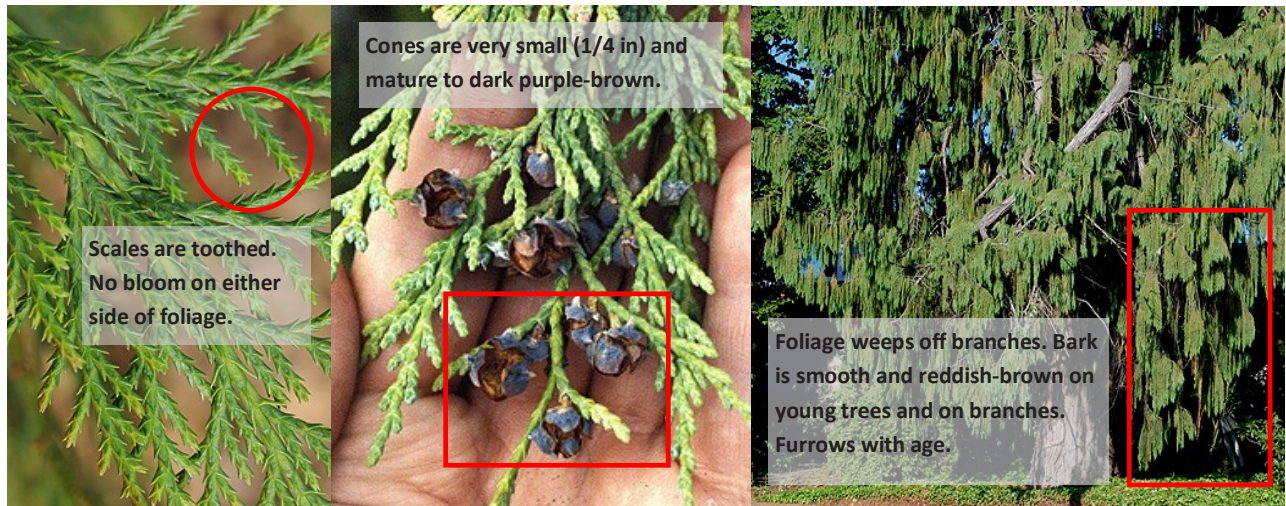 Scales are toothed.
No bloom on either
side of foliage.
Cones are very small (1/4 in) and
mature to dark purple-brown.
Foliage weeps off branches. Bark
is smooth and reddish-brown on
young trees and on branches.
Furrows with age.